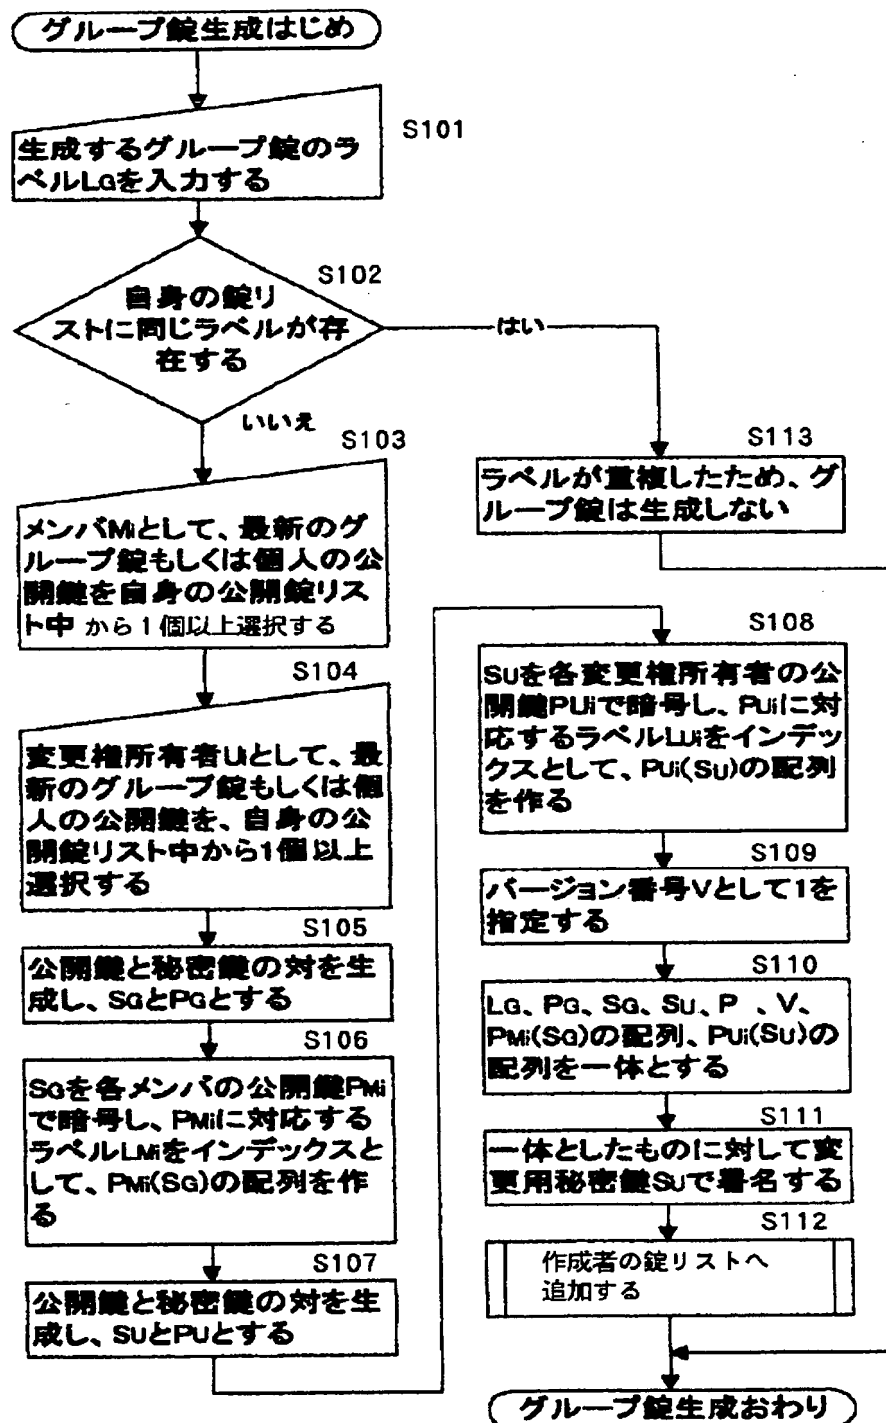 グループ錠生成はじめ
S101
生成するグループ錠のラ
ベルLGを入力する
S102
自身の錠リ
ストに同じラベルが存
在する
はい
いいえ
S103
メンバMiとして、最新のグ
ループ錠もしくは個人の公
開鍵を自身の公開錠リス
ト中から1個以上選択する
S104
変更権所有者Uiとして、最
新のグループ錠もしくは個
人の公開鍵を、自身の公
開錠リスト中から1個以上
選択する
S105
公開鍵と秘密鍵の対を生
成し、SGとPGとする
S106
SGを各メンバの公開鍵PMi
で暗号し、PMiに対応する
ラベルLMiをインデックスと
して、PMi(SG)の配列を作
る
S107
公開鍵と秘密鍵の対を生
成し、SUとPUとする
S113
ラベルが重複したため、グ
ループ錠は生成しない
S108
SUを各変更権所有者の公
開鍵PUiで暗号し、PUiに対
応するラベルLUiをインデッ
クスとして、PUi(SU)の配列
を作る
S109
バージョン番号Vとして1を
指定する
S110
LG、PG、SG、SU、P 、V、
PMi(SG)の配列、PUi(SU)の
配列を一体とする
S111
一体としたものに対して変
更用秘密鍵SUで署名する
S112
作成者の錠リストへ
追加する
グループ錠生成おわり